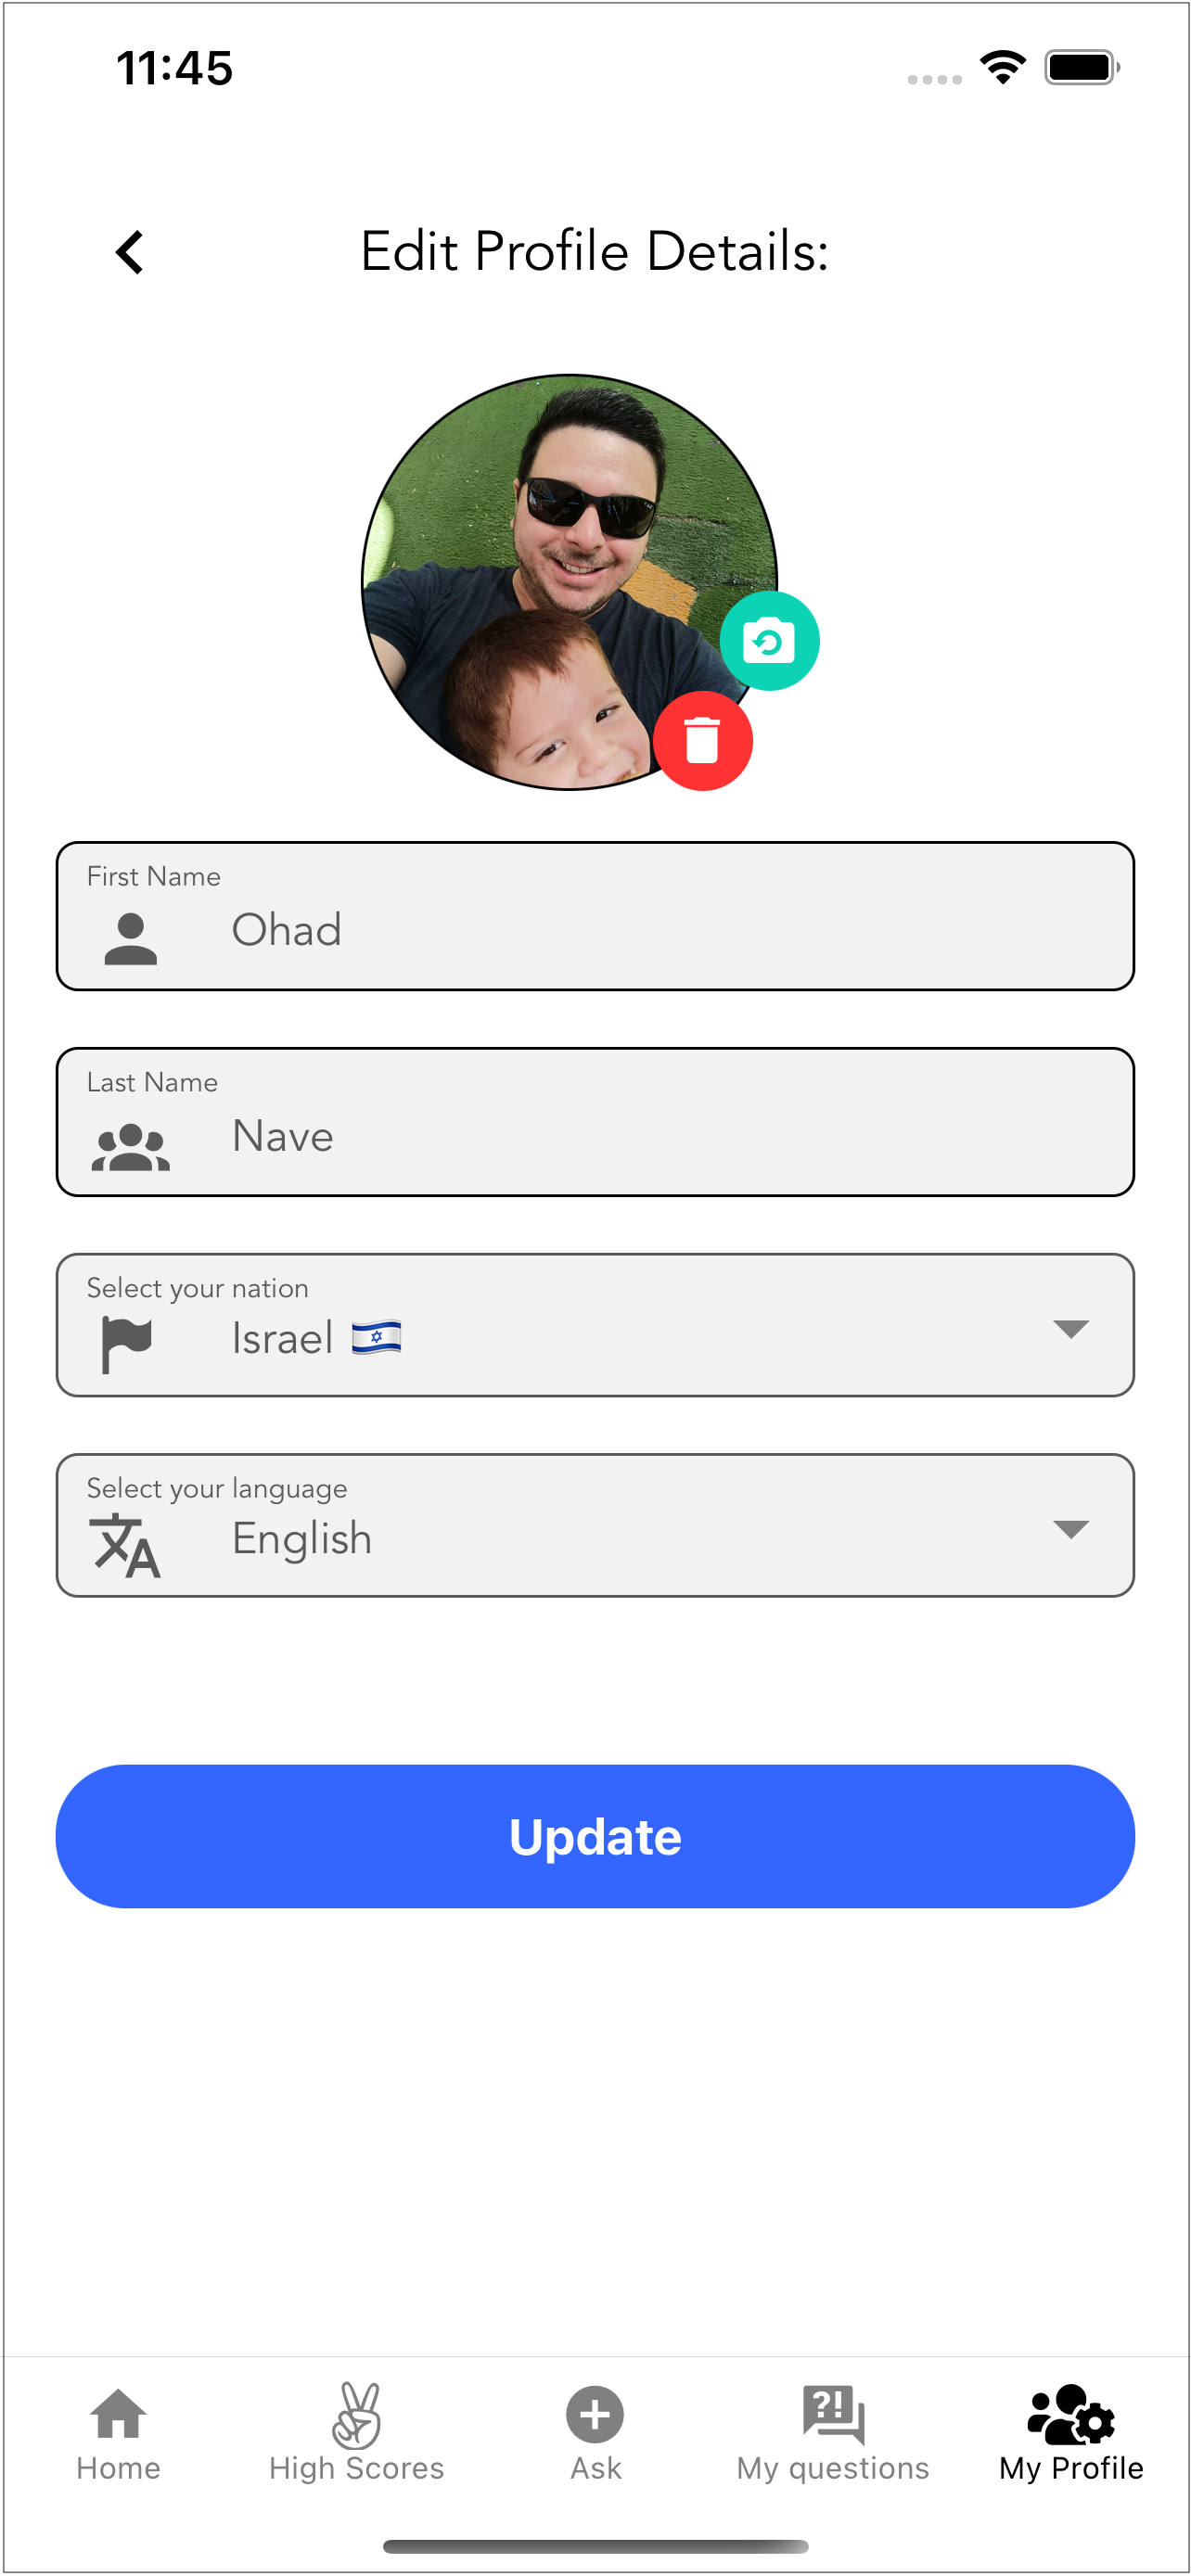 11:45
Edit Profile Details:
First Name
Ohad
Last Name
Nave
Select your nation
Israel 🇮🇱
Select your language
English
Update
Home
High Scores
Ask
My questions
My Profile